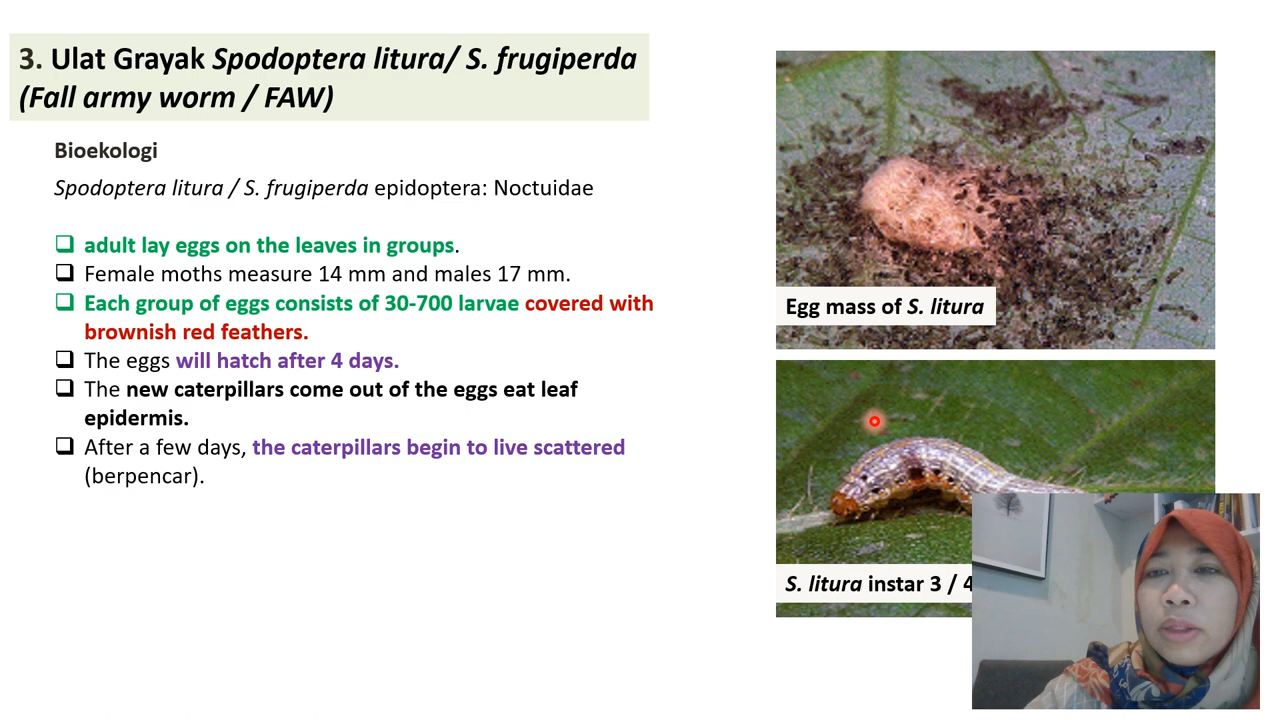 3. Ulat Grayak Spodoptera litura/ S. frugiperda
(Fall army worm / FAW)
Bioekologi
Spodoptera litura / S. frugiperda epidoptera: Noctuidae
adult lay eggs on the leaves in groups.
Female moths measure 14 mm and males 17 mm.
Each group of eggs consists of 30-700 larvae covered with
brownish red feathers.
The eggs will hatch after 4 days.
The new caterpillars come out of the eggs eat leaf
epidermis.
After a few days, the caterpillars begin to live scattered
(berpencar).
Egg mass of S. litura
S. litura instar 3 / 4